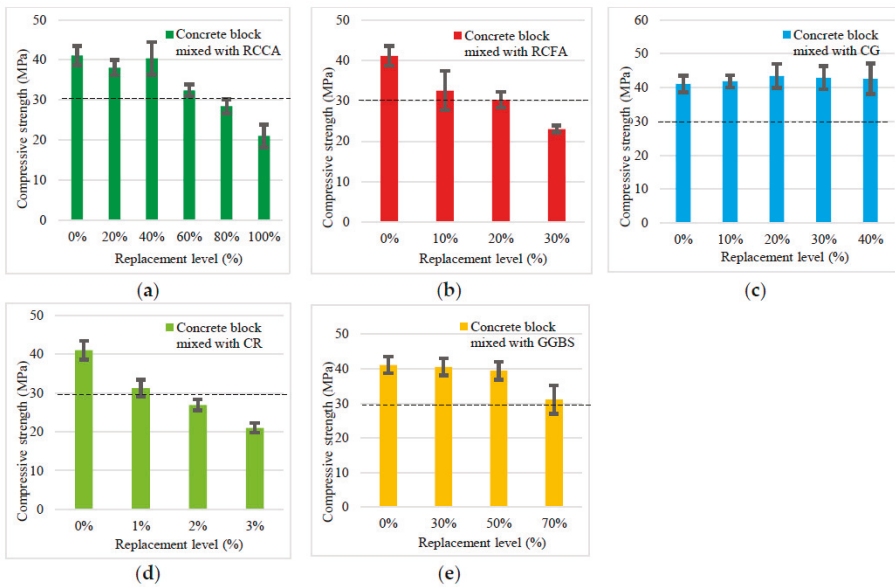 Compressive strength (MPa)
50
40
30
20
10
0
Concrete block
mixed with RCCA
0% 20% 40% 60% 80% 100%
Replacement level (%)
(a)
Compressive strength (MPa)
50
40
30
20
10
0
Concrete block
mixed with RCFA
0% 10% 20% 30%
Replacement level (%)
(b)
Compressive strength (MPa)
60
50
40
30
20
10
0
Concrete block
mixed with CG
0% 10% 20% 30% 40%
Replacement level (%)
(c)
Compressive strength (MPa)
50
40
30
20
10
0
Concrete block
mixed with CR
0% 1% 2% 3%
Replacement level (%)
(d)
Compressive strength (MPa)
50
40
30
20
10
0
Concrete block
mixed with GGBS
0% 30% 50% 70%
Replacement level (%)
(e)